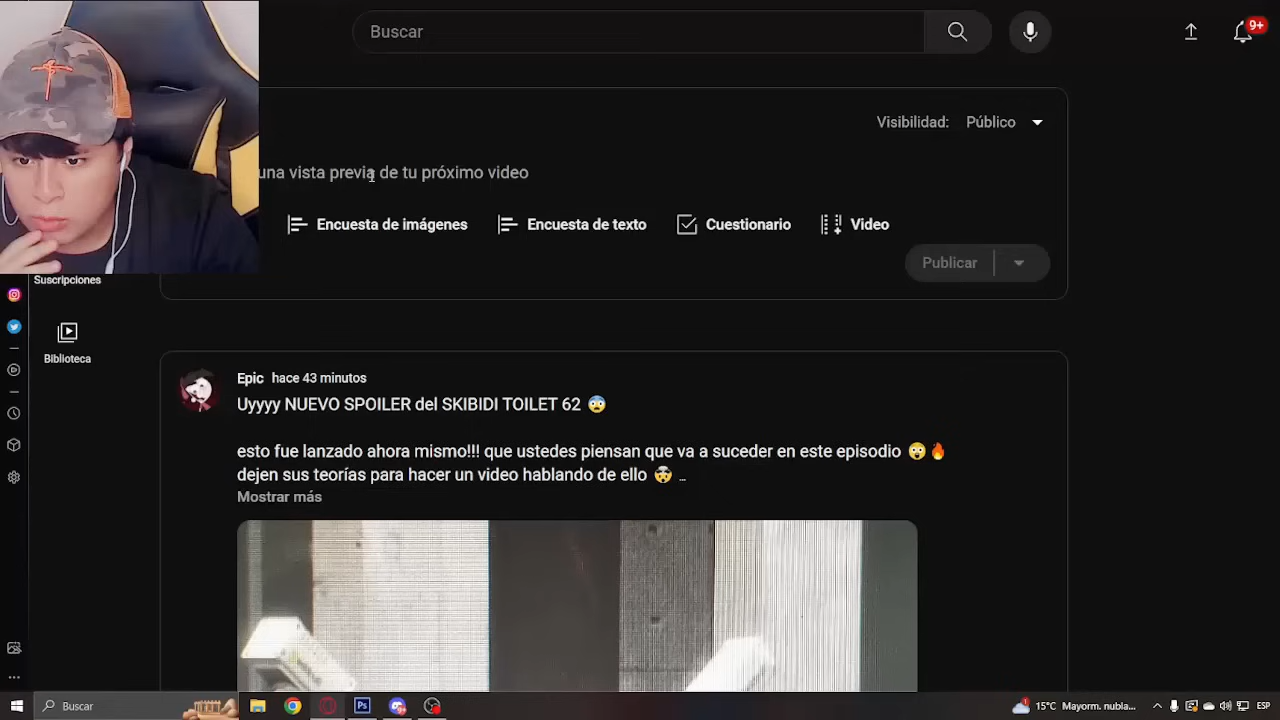 Buscar
9+
Visibilidad: Público
una vista previa de tu próximo video
Encuesta de imágenes
Encuesta de texto
Cuestionario
Video
Publicar
Suscripciones
Biblioteca
Epic hace 43 minutos
Uyyyy NUEVO SPOILER del SKIBIDI TOILET 62 😨
esto fue lanzado ahora mismo!!! que ustedes piensan que va a suceder en este episodio 😲🔥
dejen sus teorías para hacer un video hablando de ello 🤯 ...
Mostrar más
Buscar
Ps
1
15°C Mayorm. nubla...
ESP